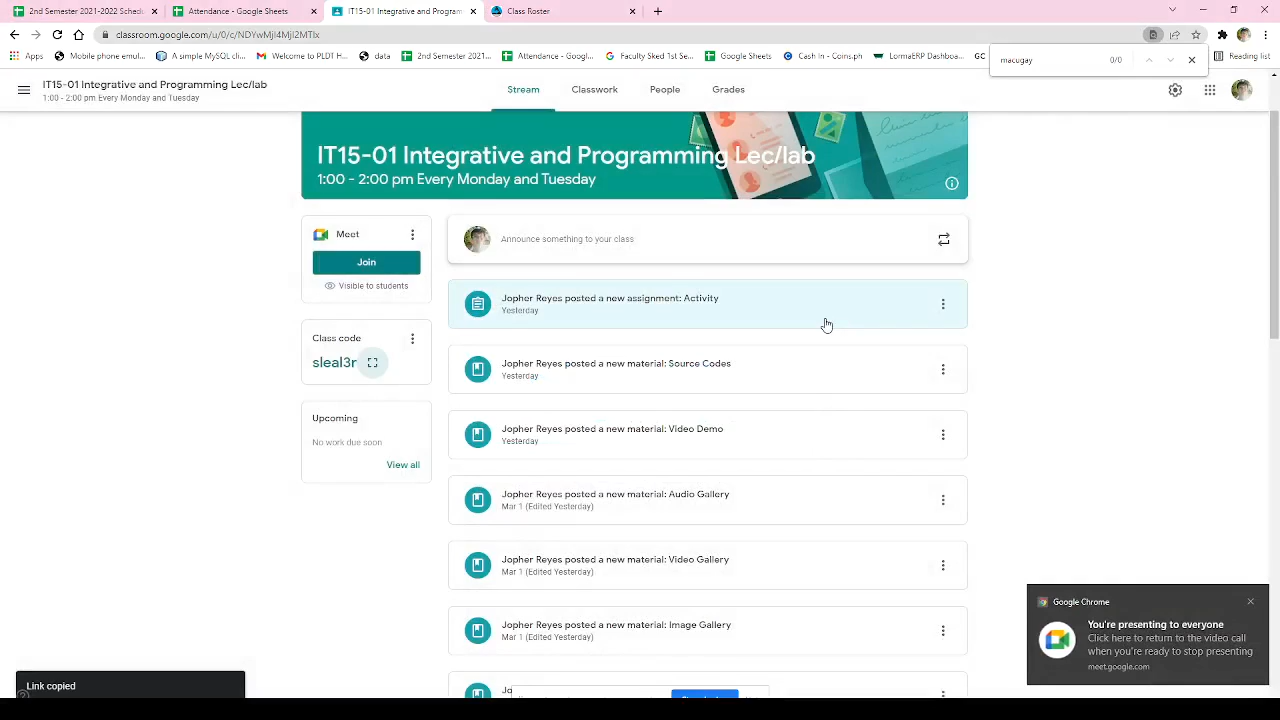 2nd Semester 2021-2022 Schedu
Attendance - Google Sheets
IT15-01 Integrative and Program
Class Roster
classroom.google.com/u/0/c/NDYwMjI4MjI2MTIx
Apps
Mobile phone emul...
A simple MySQL cli...
Welcome to PLDT H...
data
2nd Semester 2021...
Attendance - Googl...
Faculty Sked 1st Se...
Google Sheets
Cash In - Coins.ph
LormaERP Dashboa...
GC
Reading list
macugay
0/0
IT15-01 Integrative and Programming Lec/lab
1:00 - 2:00 pm Every Monday and Tuesday
Stream
Classwork
People
Grades
IT15-01 Integrative and Programming Lec/lab
1:00 - 2:00 pm Every Monday and Tuesday
Meet
Join
Visible to students
Class code
sleal3r
Upcoming
No work due soon
View all
Announce something to your class
Jopher Reyes posted a new assignment: Activity
Yesterday
Jopher Reyes posted a new material: Source Codes
Yesterday
Jopher Reyes posted a new material: Video Demo
Yesterday
Jopher Reyes posted a new material: Audio Gallery
Mar 1 (Edited Yesterday)
Jopher Reyes posted a new material: Video Gallery
Mar 1 (Edited Yesterday)
Jopher Reyes posted a new material: Image Gallery
Mar 1 (Edited Yesterday)
Jo
Google Chrome
You're presenting to everyone
Click here to return to the video call
when you're ready to stop presenting
meet.google.com
Link copied